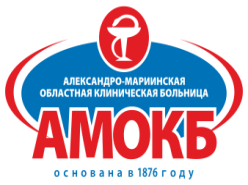 АЛЕКСАНДРО-МАРИИНСКАЯ
ОБЛАСТНАЯ КЛИНИЧЕСКАЯ БОЛЬНИЦА
АМОКБ
основана в 1876 году